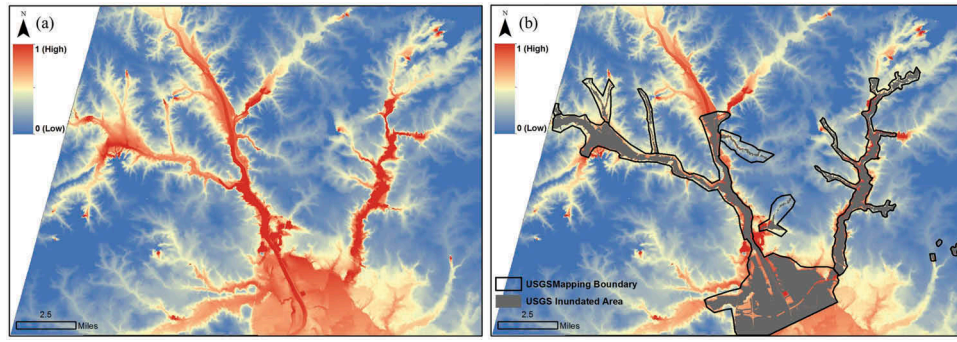 N
(a)
1 (High)
0 (Low)
2.5
Miles
N
(b)
1 (High)
0 (Low)
USGSMapping Boundary
USGS Inundated Area
2.5
Miles